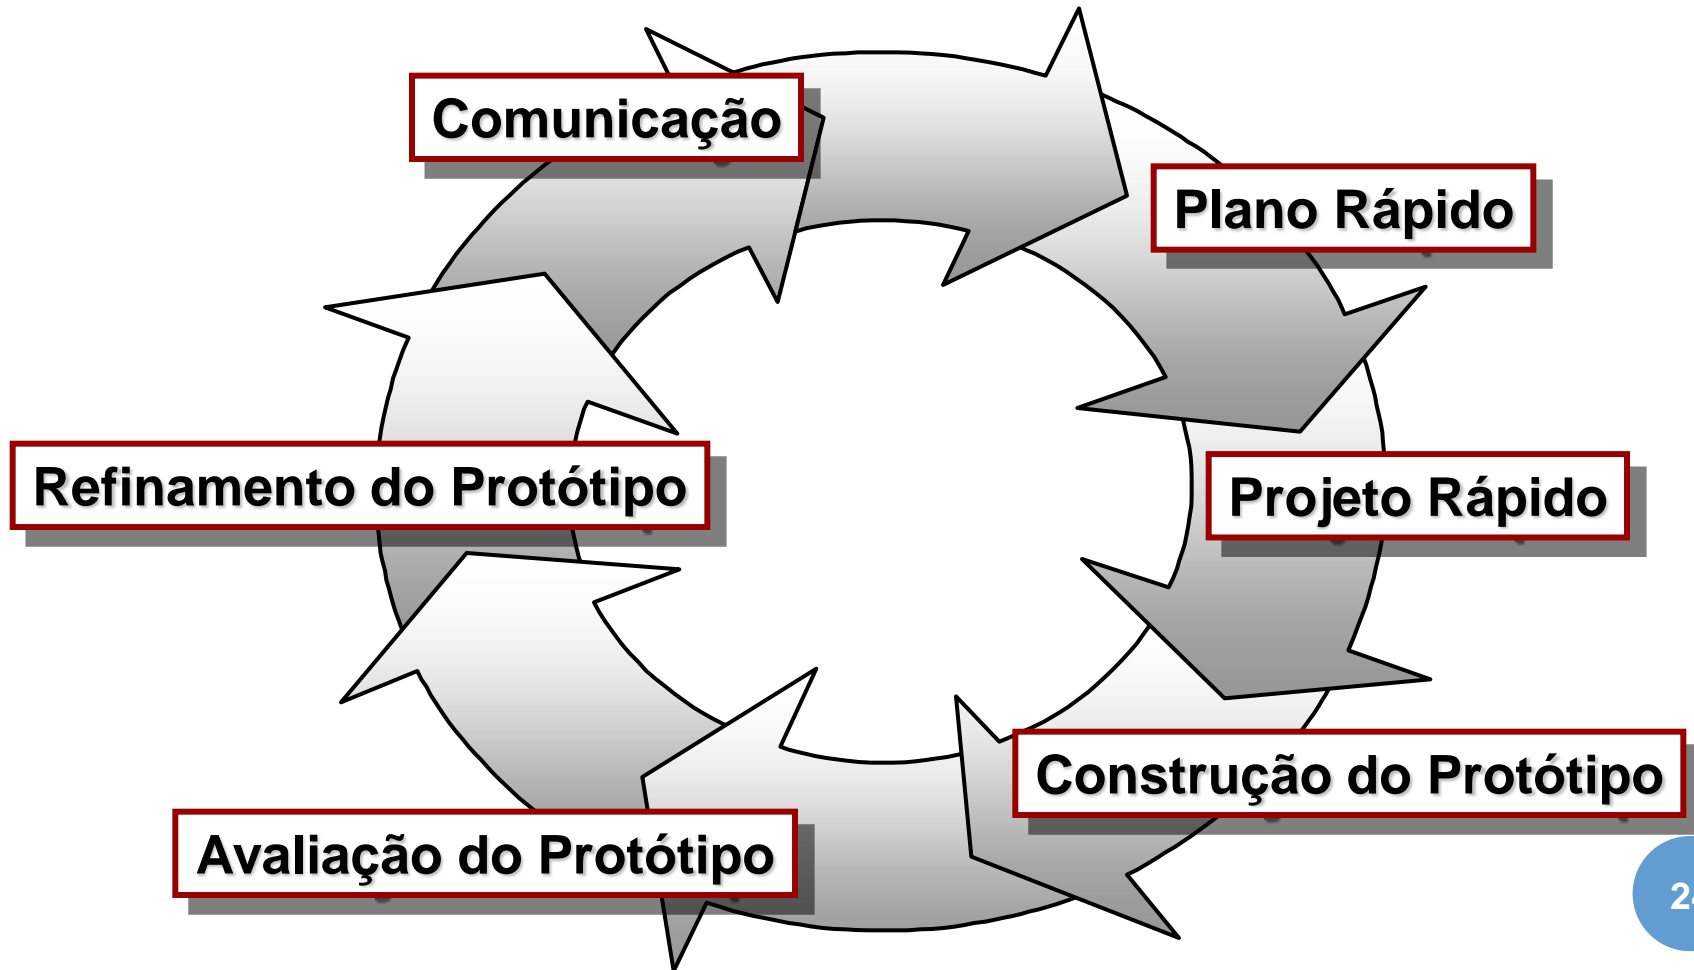 Comunicação
Plano Rápido
Refinamento do Protótipo
Projeto Rápido
Construção do Protótipo
Avaliação do Protótipo